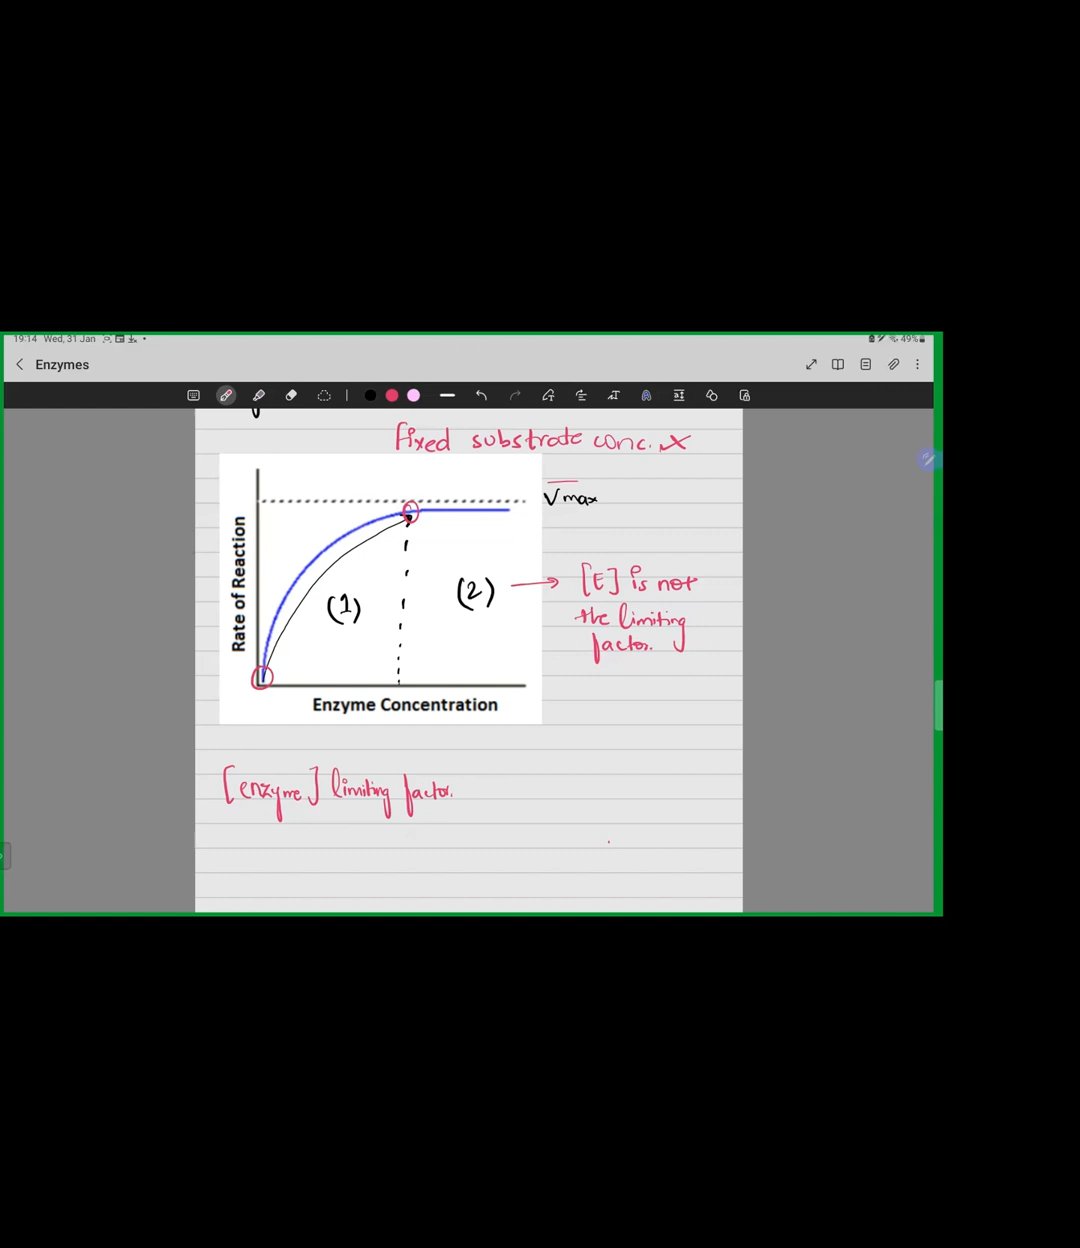 19:14 Wed, 31 Jan
49%
Enzymes
Fixed substrate conc. X
Vmax
Rate of Reaction
(1)
(2)
[E] is not
the limiting
factor.
Enzyme Concentration
[enzyme] limiting factor.